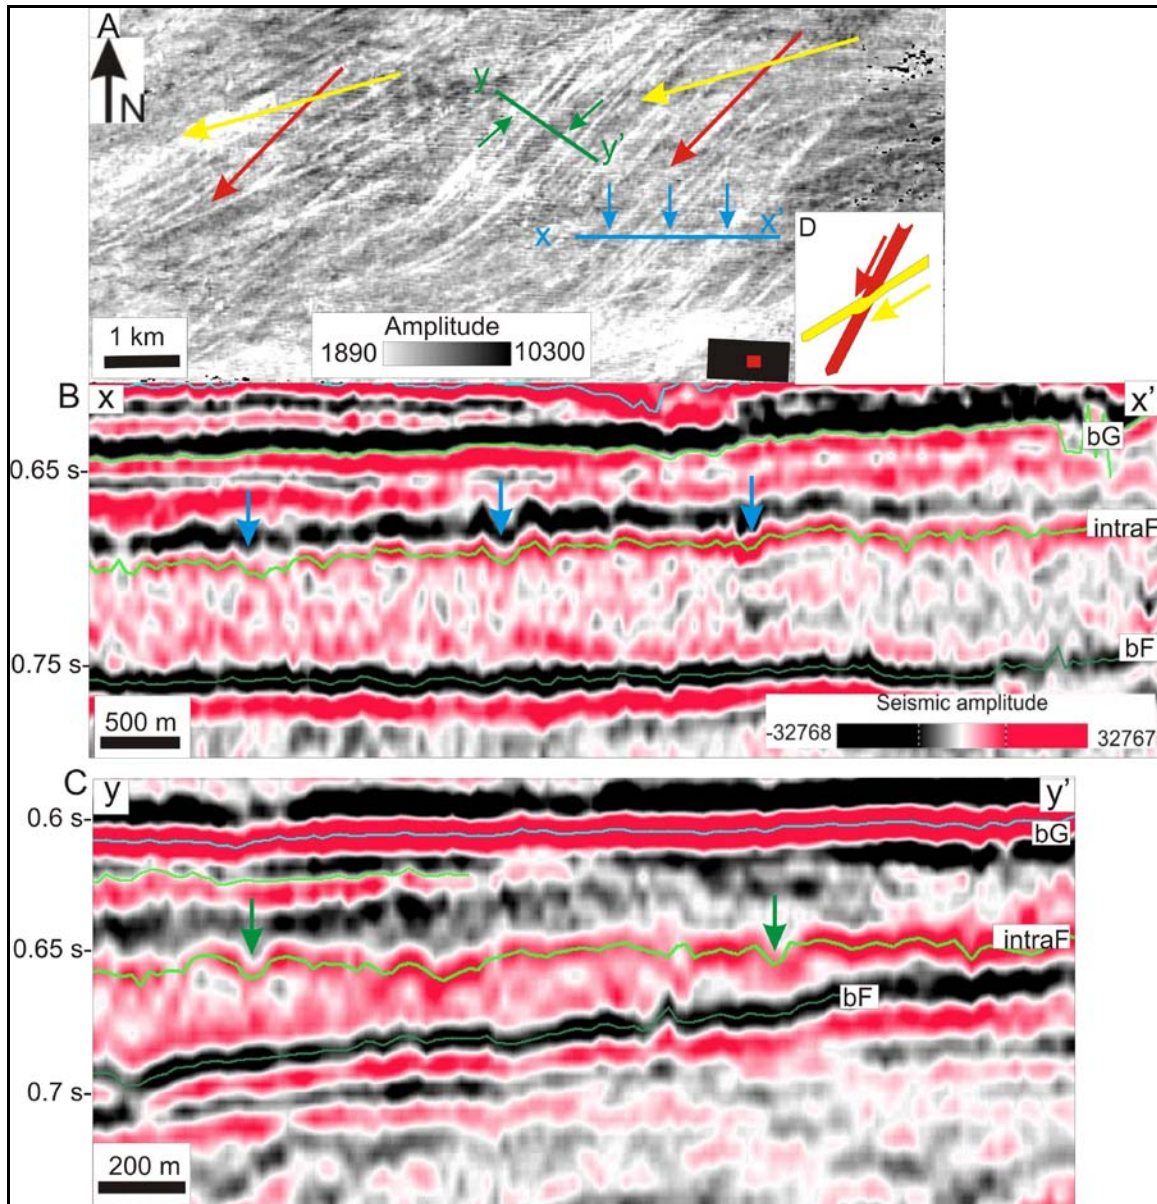 A
N
y
y'
x
x'
D
1 km
Amplitude
1890
10300
B
x
x'
bG
0.65 s-
intraF
bF
0.75 s-
500 m
Seismic amplitude
-32768
32767
C
y
y'
0.6 s-
bG
0.65 s-
intraF
bF
0.7 s-
200 m